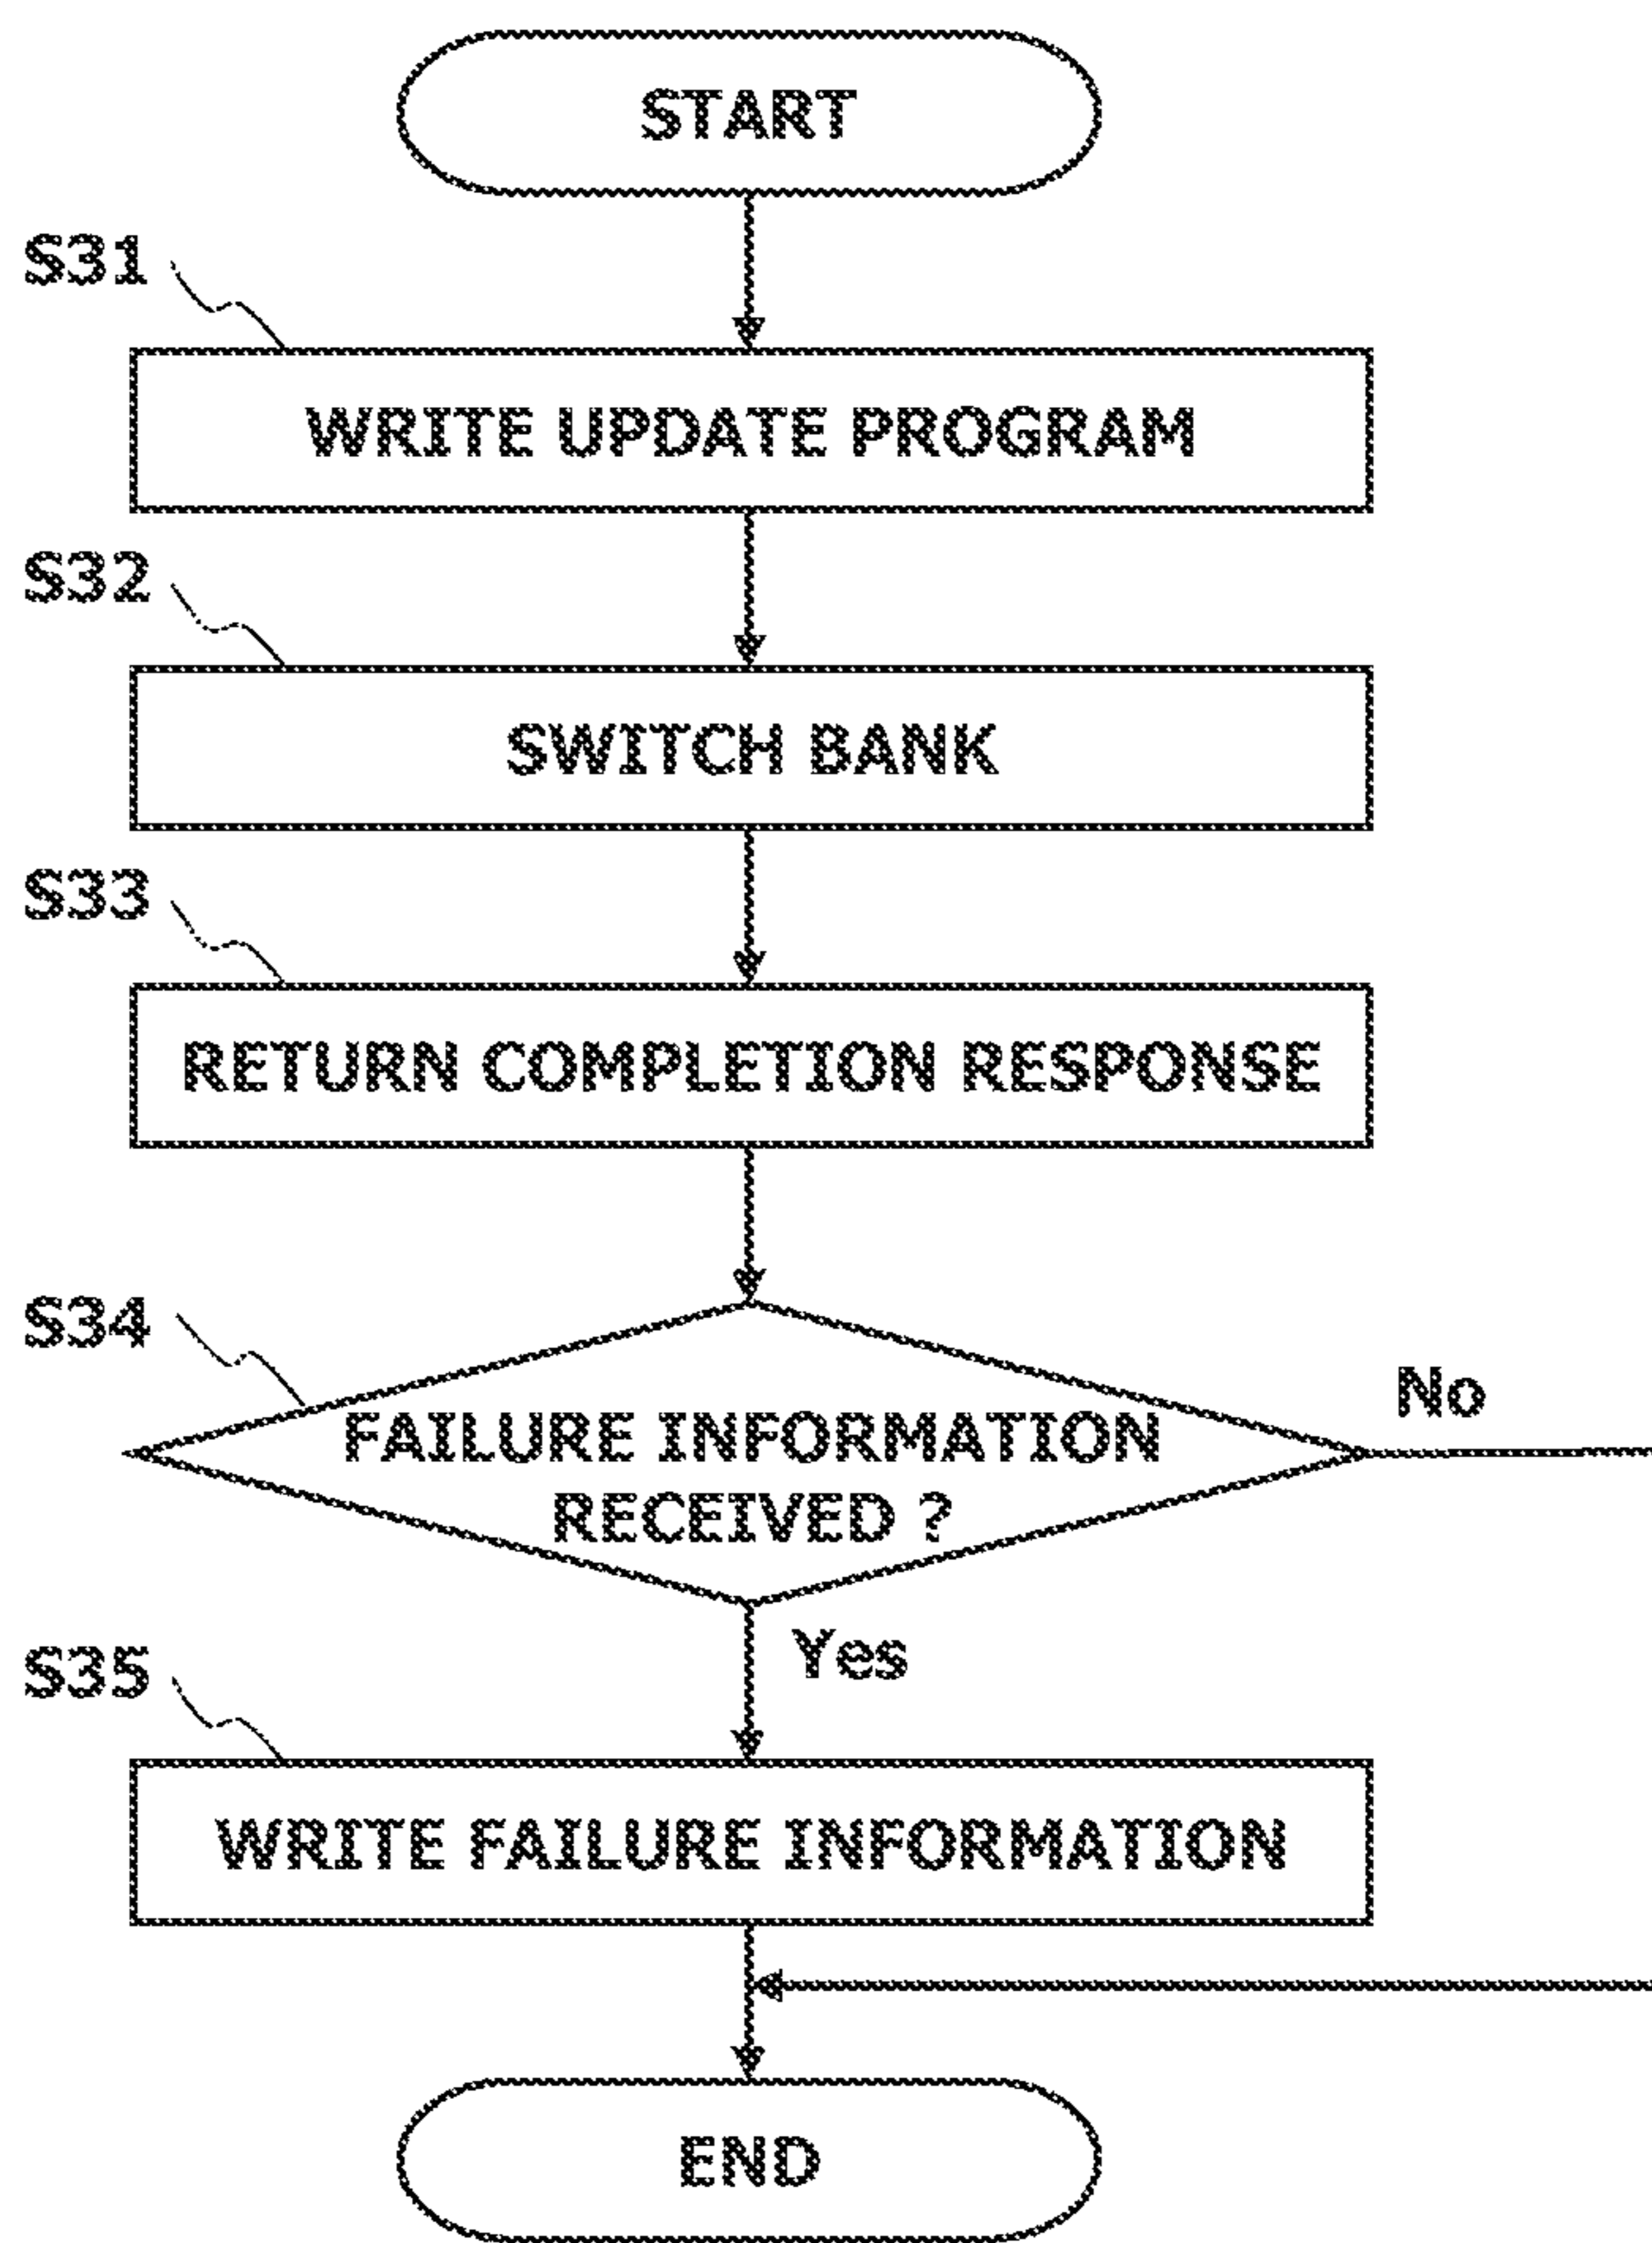 START
S31
WRITE UPDATE PROGRAM
S32
SWITCH BANK
S33
RETURN COMPLETION RESPONSE
S34
FAILURE INFORMATION
RECEIVED ?
No
Yes
S35
WRITE FAILURE INFORMATION
END